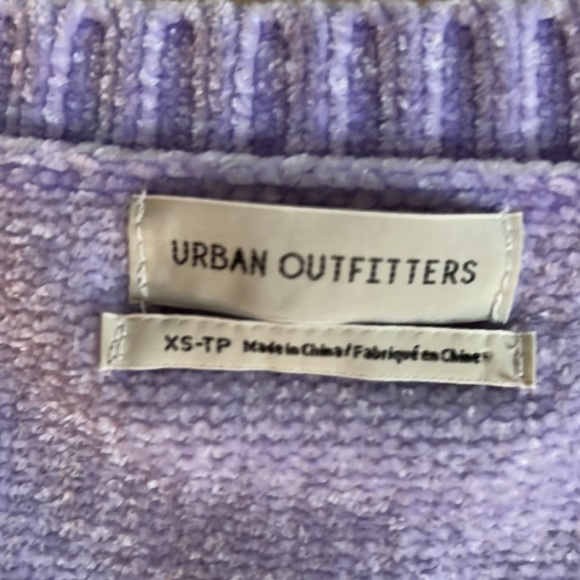 URBAN OUTFITTERS
XS-TP Made in China / Fabriqué en Chine